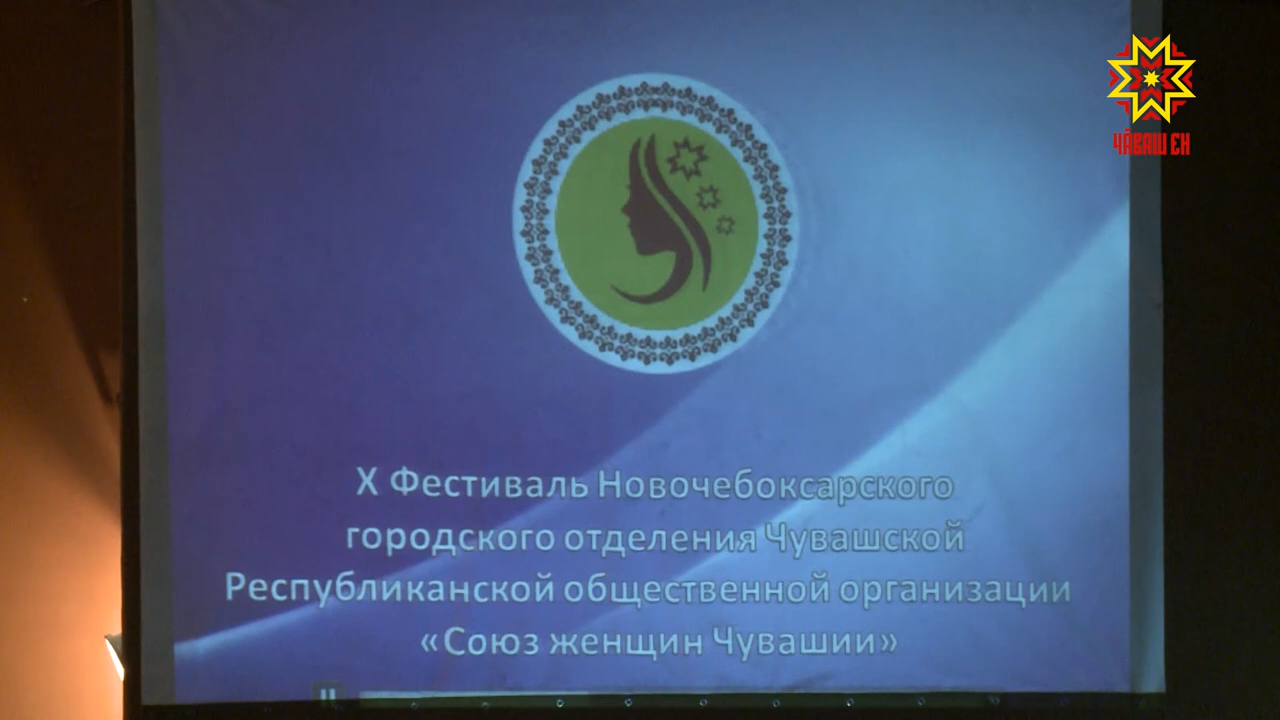 ЧӐВАШ ЕН
X Фестиваль Новочебоксарского
городского отделения Чувашской
Республиканской общественной организации
«Союз женщин Чувашии»